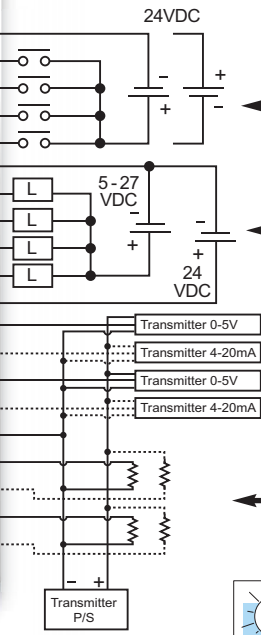 24VDC
−
+
+
−
L
L
L
L
5-27
VDC
−
+
−
+
24
VDC
Transmitter 0-5V
Transmitter 4-20mA
Transmitter 0-5V
Transmitter 4-20mA
− +
Transmitter
P/S